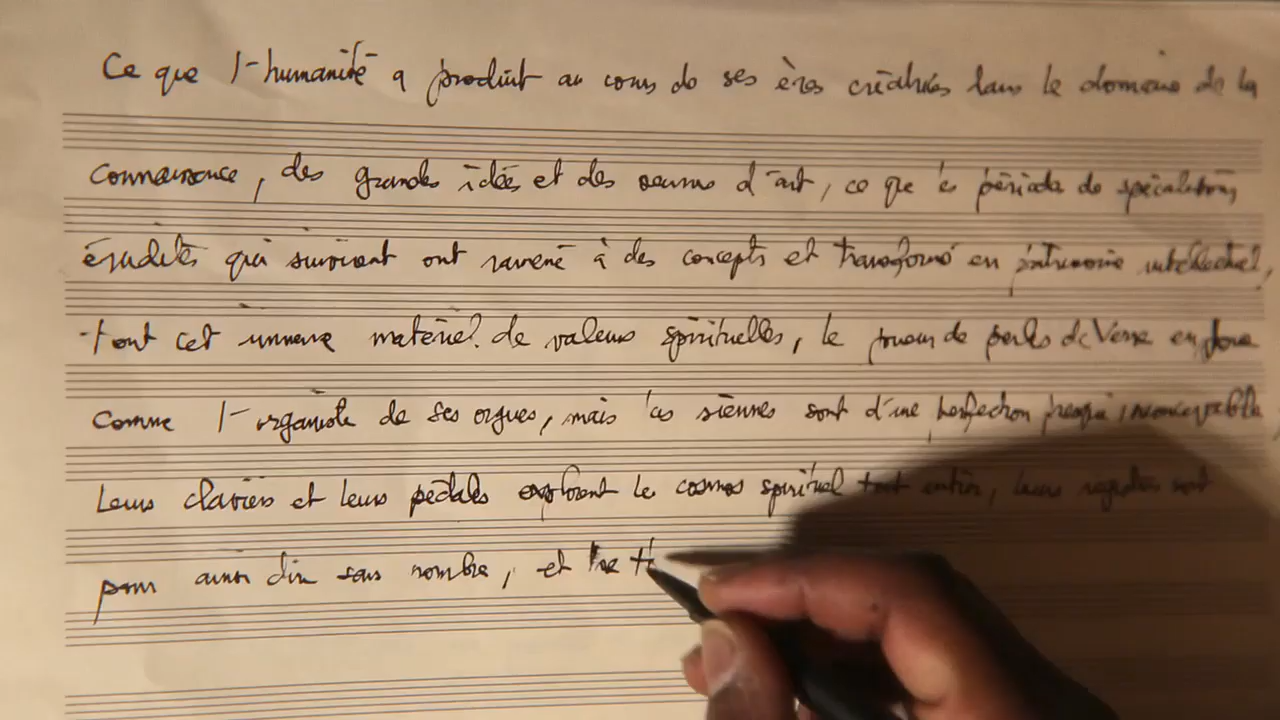 Ce que l'humanité a produit au cours de ses ères créatrices dans le domaine de la
connaissance, des grandes idées et des œuvres d'art, ce que les périodes de spéculations
érudites qui suivirent ont ramené à des concepts et transformé en patrimoine intellectuel,
tout cet immense matériel de valeurs spirituelles, le joueur de perles de Verre en joue
comme l'organiste de ses orgues, mais les siennes sont d'une perfection presque inconcevable
leurs claviers et leurs pédales explorent le cosmos spirituel tout entier, leurs registres sont
pour ainsi dire sans nombre, et